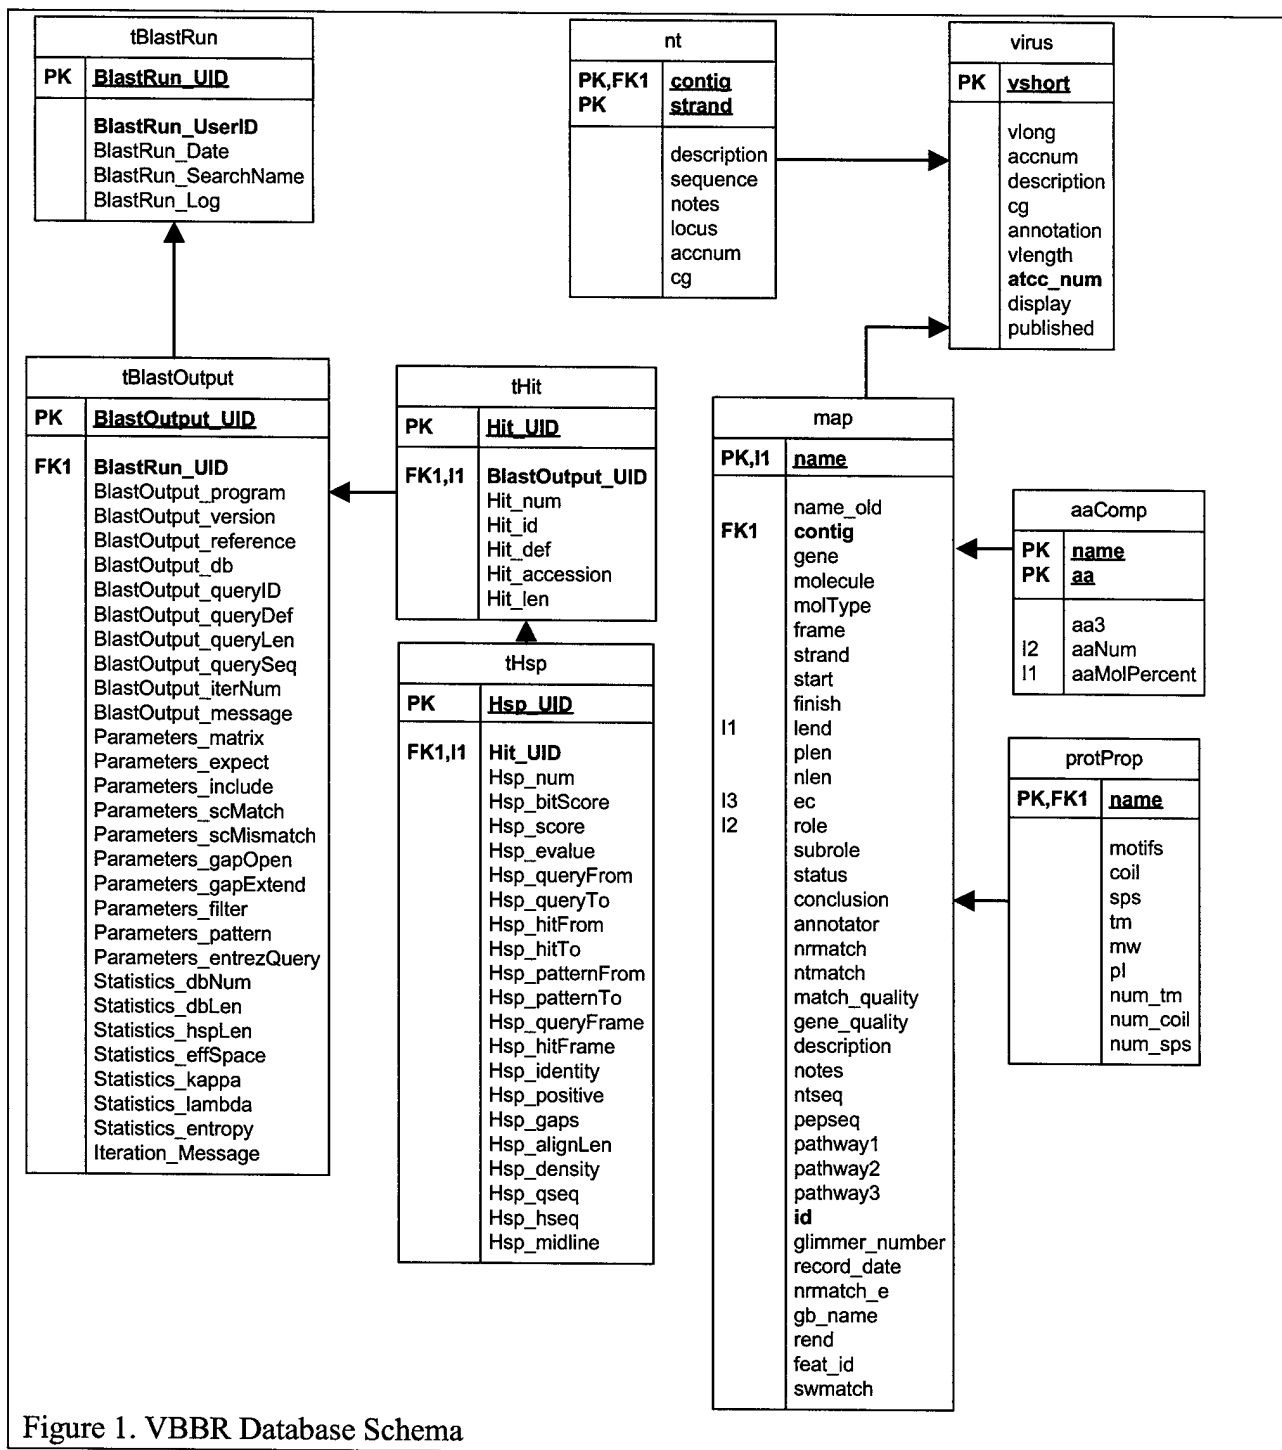 tBlastRun
PK BlastRun_UID
BlastRun_UserID
BlastRun_Date
BlastRun_SearchName
BlastRun_Log
nt
PK,FK1 contig
PK strand
description
sequence
notes
locus
accnum
cg
virus
PK vshort
vlong
accnum
description
cg
annotation
vlength
atcc_num
display
published
tBlastOutput
PK BlastOutput_UID
FK1 BlastRun_UID
BlastOutput_program
BlastOutput_version
BlastOutput_reference
BlastOutput_db
BlastOutput_queryID
BlastOutput_queryDef
BlastOutput_queryLen
BlastOutput_querySeq
BlastOutput_iterNum
BlastOutput_message
Parameters_matrix
Parameters_expect
Parameters_include
Parameters_scMatch
Parameters_scMismatch
Parameters_gapOpen
Parameters_gapExtend
Parameters_filter
Parameters_pattern
Parameters_entrezQuery
Statistics_dbNum
Statistics_dbLen
Statistics_hspLen
Statistics_effSpace
Statistics_kappa
Statistics_lambda
Statistics_entropy
Iteration_Message
tHit
PK Hit_UID
FK1,I1 BlastOutput_UID
Hit_num
Hit_id
Hit_def
Hit_accession
Hit_len
tHsp
PK Hsp_UID
FK1,I1 Hit_UID
Hsp_num
Hsp_bitScore
Hsp_score
Hsp_evalue
Hsp_queryFrom
Hsp_queryTo
Hsp_hitFrom
Hsp_hitTo
Hsp_patternFrom
Hsp_patternTo
Hsp_queryFrame
Hsp_hitFrame
Hsp_identity
Hsp_positive
Hsp_gaps
Hsp_alignLen
Hsp_density
Hsp_qseq
Hsp_hseq
Hsp_midline
map
PK,I1 name
name_old
FK1 contig
gene
molecule
molType
frame
strand
start
finish
I1 lend
plen
nlen
I3 ec
I2 role
subrole
status
conclusion
annotator
nrmatch
ntmatch
match_quality
gene_quality
description
notes
ntseq
pepseq
pathway1
pathway2
pathway3
id
glimmer_number
record_date
nrmatch_e
gb_name
rend
feat_id
swmatch
aaComp
PK name
PK aa
aa3
I2 aaNum
I1 aaMolPercent
protProp
PK,FK1 name
motifs
coil
sps
tm
mw
pI
num_tm
num_coil
num_sps
Figure 1. VBBR Database Schema